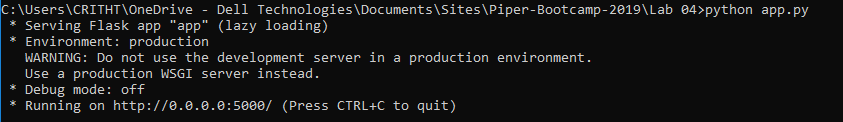 C:\Users\CRITHT\OneDrive - Dell Technologies\Documents\Sites\Piper-Bootcamp-2019\Lab 04>python app.py
* Serving Flask app "app" (lazy loading)
* Environment: production
WARNING: Do not use the development server in a production environment.
Use a production WSGI server instead.
* Debug mode: off
* Running on http://0.0.0.0:5000/ (Press CTRL+C to quit)